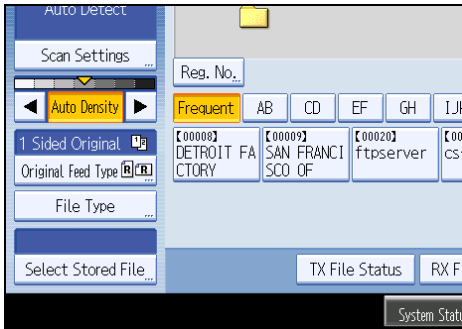 Auto Detect
Scan Settings
Reg. No.
Auto Density
Frequent AB CD EF GH
1 Sided Original
Original Feed Type
【00008】 【00009】 【00020】
DETROIT FA SAN FRANCI ftpserver
CTORY SCO OF
File Type
Select Stored File
TX File Status RX F
System Statu